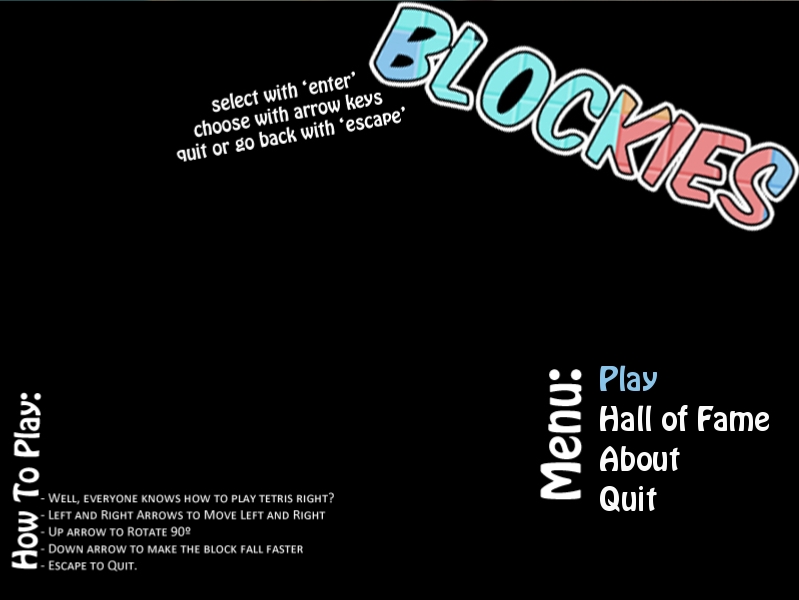 BLOCKIES
select with ‘enter’
choose with arrow keys
quit or go back with ‘escape’
Menu:
Play
Hall of Fame
About
Quit
How To Play:
- Well, everyone knows how to play tetris right?
- Left and Right Arrows to Move Left and Right
- Up arrow to Rotate 90º
- Down arrow to make the block fall faster
- Escape to Quit.